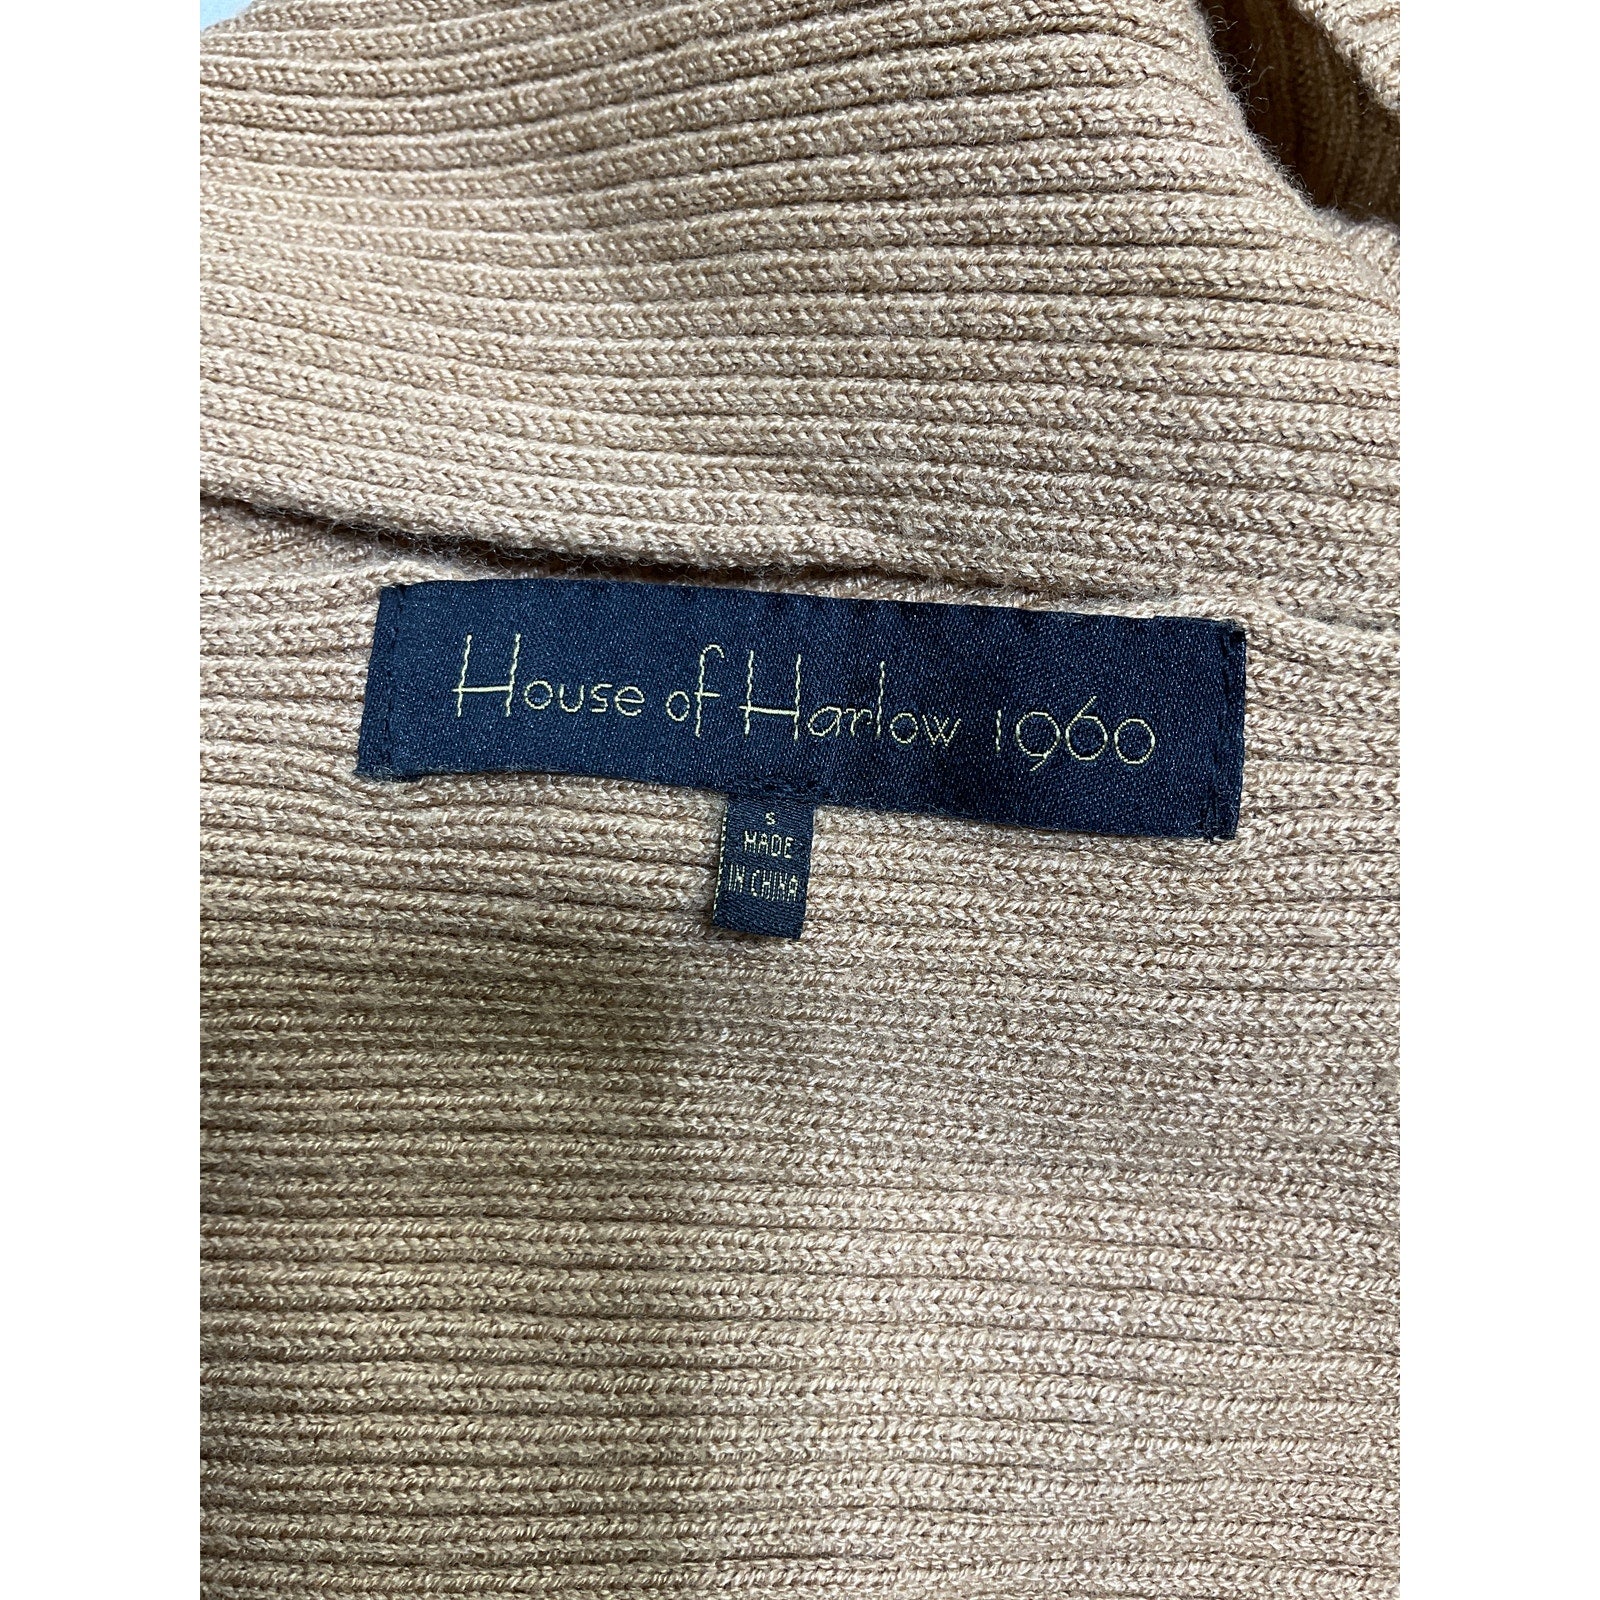 House of Harlow 1960
S
MADE
IN CHINA